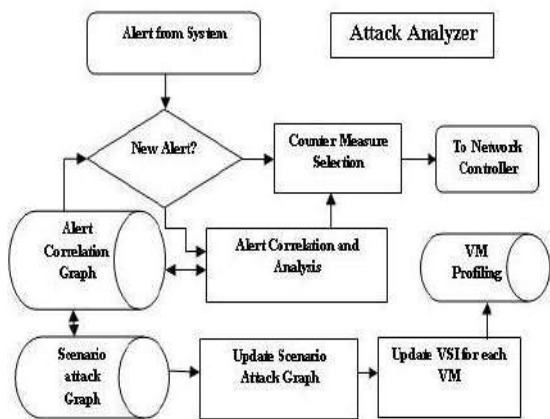 Alert from System
Attack Analyzer
New Alert?
Counter Measure
Selection
To Network
Controller
Alert
Correlation
Graph
Alert Correlation and
Analysis
VM
Profiling
Scenario
attack
Graph
Update Scenario
Attack Graph
Update VSI for each
VM